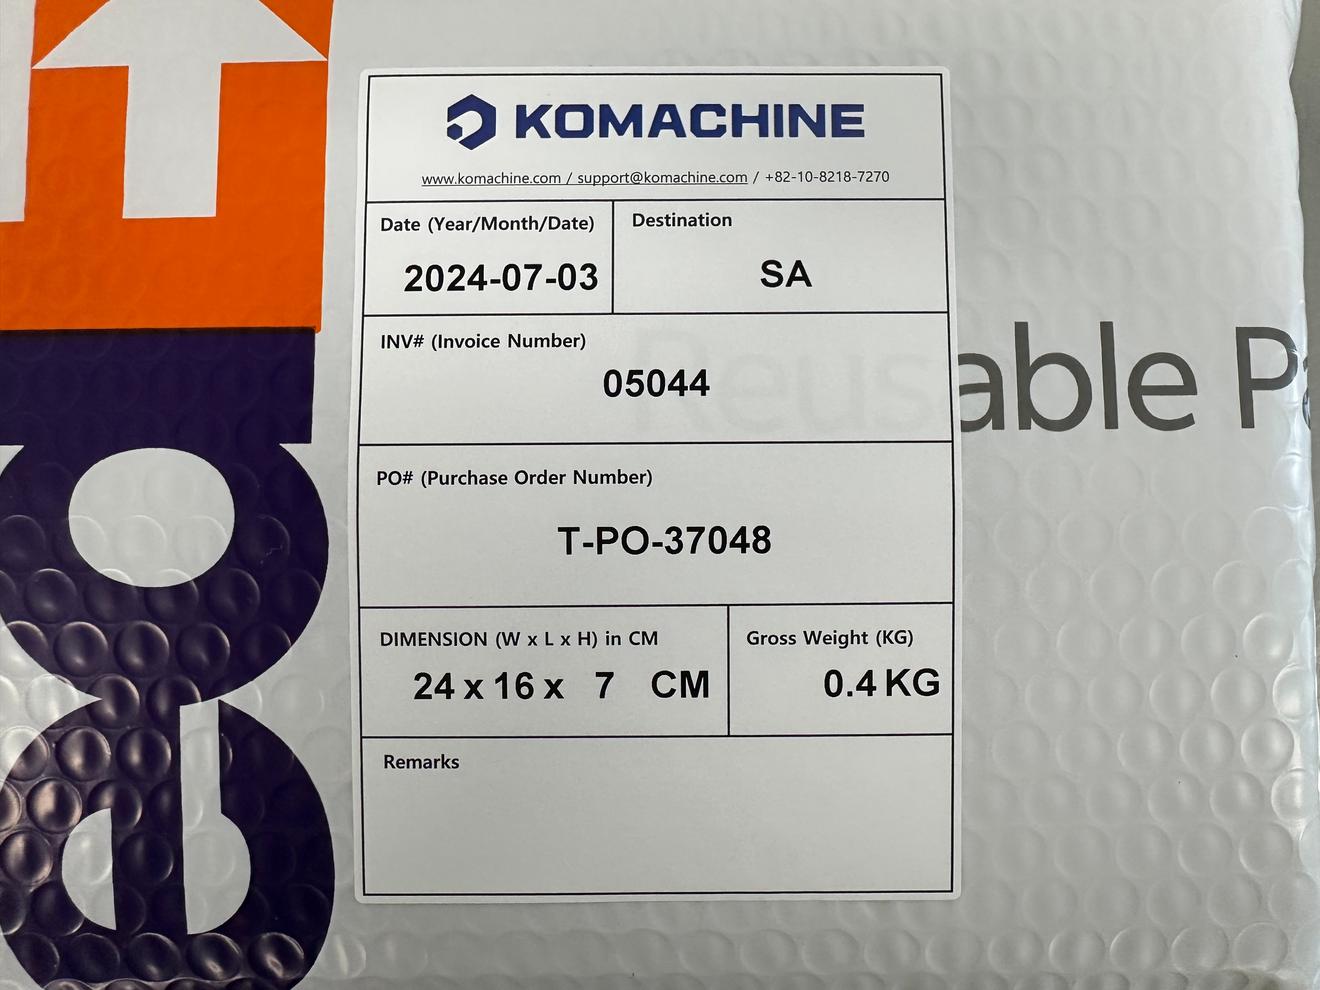 KOMACHINE
www.komachine.com / support@komachine.com / +82-10-8218-7270
Date (Year/Month/Date)
2024-07-03
Destination
SA
INV# (Invoice Number)
05044
PO# (Purchase Order Number)
T-PO-37048
DIMENSION (W x L x H) in CM
24 x 16 x 7 CM
Gross Weight (KG)
0.4 KG
Remarks
Reusable